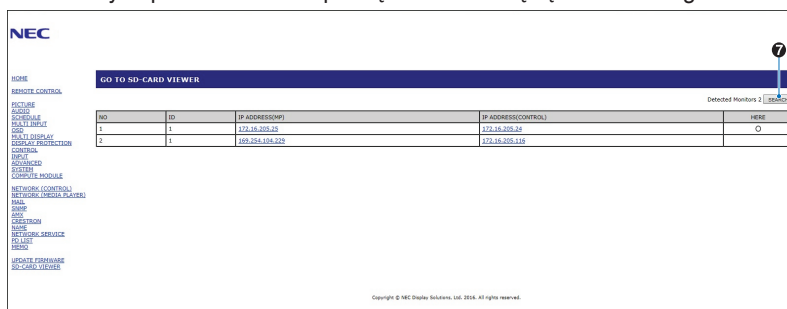 NEC
7
HOME
REMOTE CONTROL
PICTURE
AUDIO
SCHEDULE
MULTI INPUT
OSD
MULTI DISPLAY
DISPLAY PROTECTION
CONTROL
INPUT
ADVANCED
SYSTEM
COMPUTE MODULE
NETWORK (CONTROL)
NETWORK (MEDIA PLAYER)
MAIL
SNMP
AMX
CRESTRON
NAME
NETWORK SERVICE
PD LIST
MEMO
UPDATE FIRMWARE
SD-CARD VIEWER
GO TO SD-CARD VIEWER
Detected Monitors 2 SEARCH
NO ID IP ADDRESS(MP) IP ADDRESS(CONTROL) HERE
1 1 172.16.205.25 172.16.205.24 O
2 1 169.254.104.229 172.16.205.116
Copyright © NEC Display Solutions, Ltd. 2016. All rights reserved.